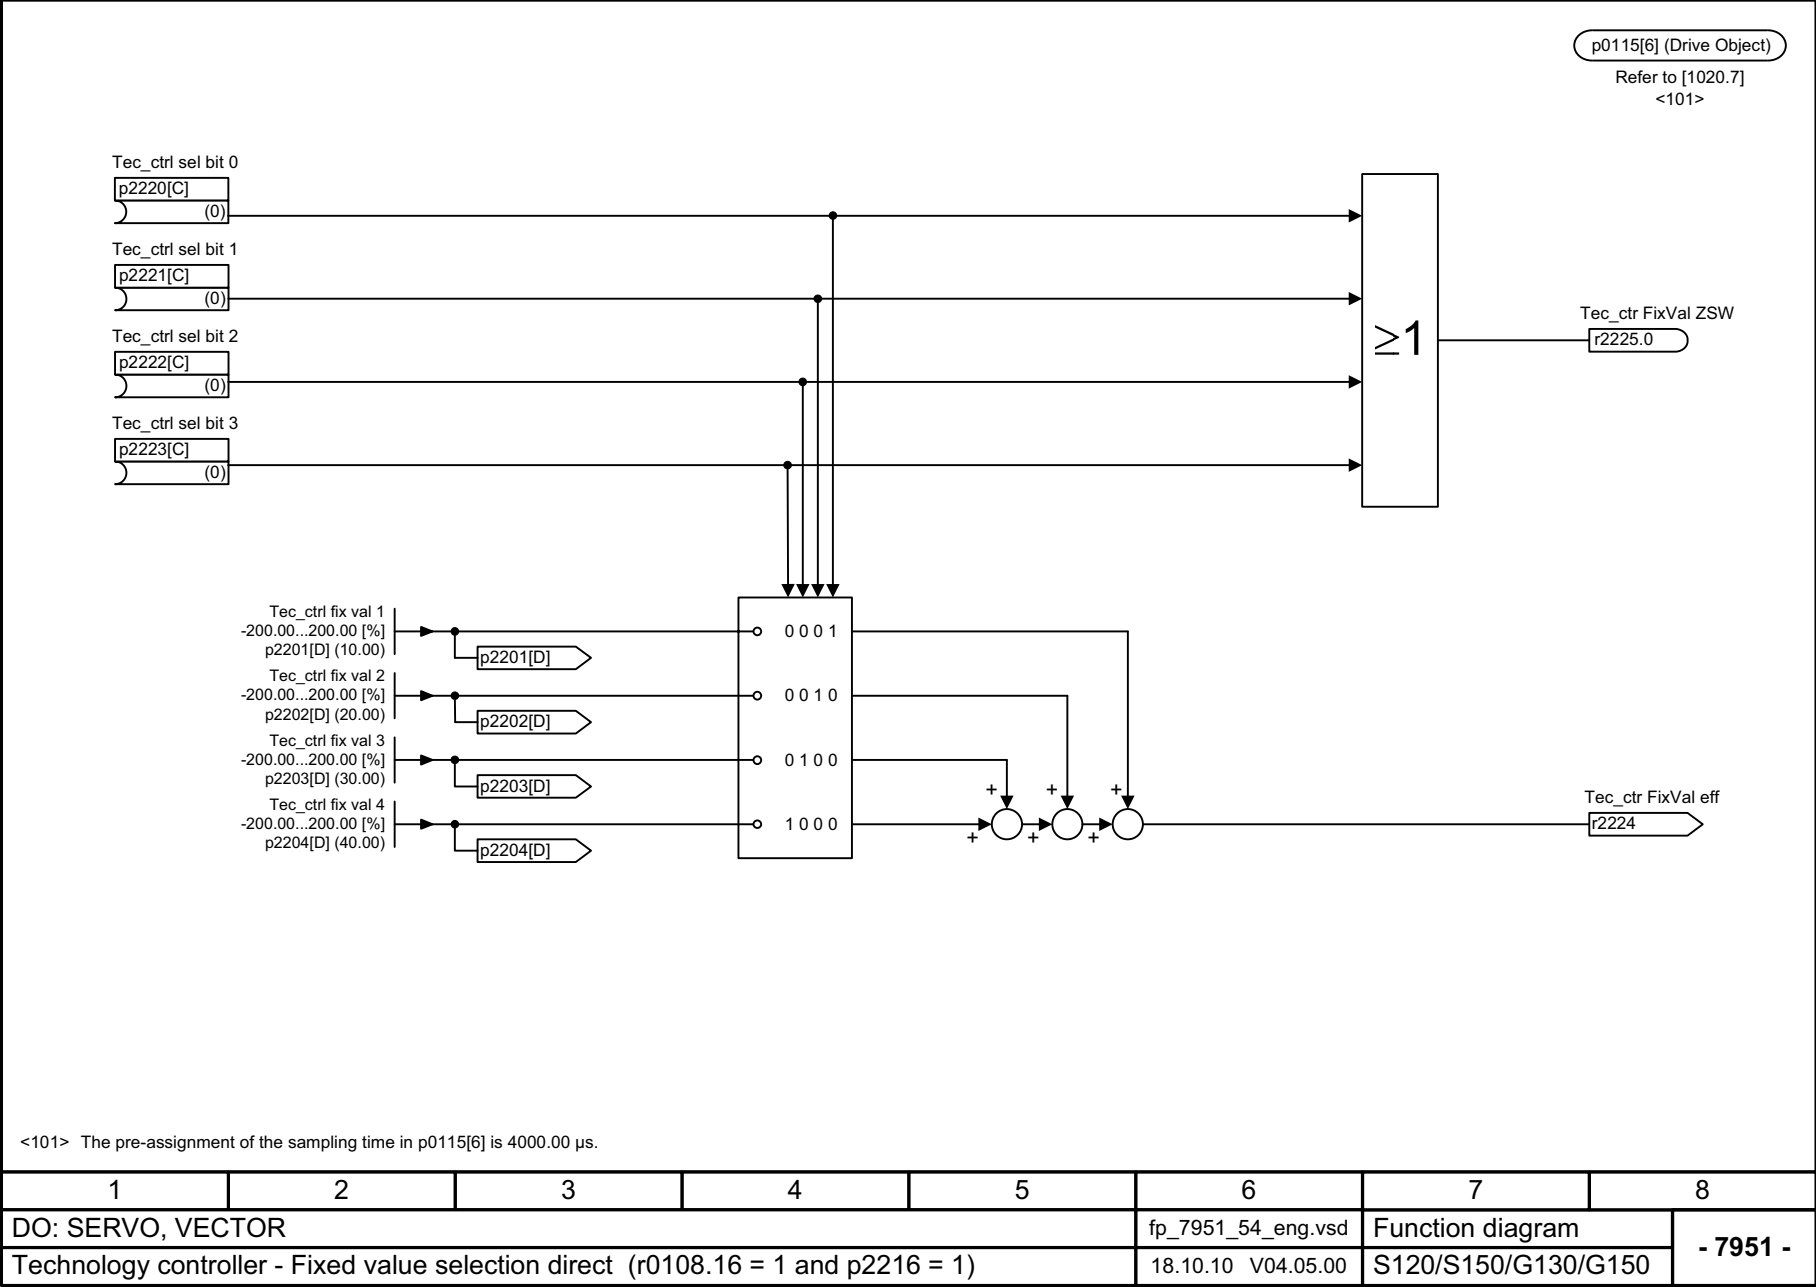 p0115[6] (Drive Object)
Refer to [1020.7]
<101>
Tec_ctrl sel bit 0
p2220[C]
(0)
Tec_ctrl sel bit 1
p2221[C]
(0)
Tec_ctrl sel bit 2
p2222[C]
(0)
Tec_ctrl sel bit 3
p2223[C]
(0)
≥1
Tec_ctr FixVal ZSW
r2225.0
Tec_ctrl fix val 1
-200.00...200.00 [%]
p2201[D] (10.00)
p2201[D]
0 0 0 1
Tec_ctrl fix val 2
-200.00...200.00 [%]
p2202[D] (20.00)
p2202[D]
0 0 1 0
Tec_ctrl fix val 3
-200.00...200.00 [%]
p2203[D] (30.00)
p2203[D]
0 1 0 0
Tec_ctrl fix val 4
-200.00...200.00 [%]
p2204[D] (40.00)
p2204[D]
1 0 0 0
+ + +
+ + +
Tec_ctr FixVal eff
r2224
<101> The pre-assignment of the sampling time in p0115[6] is 4000.00 µs.
1 2 3 4 5 6 7 8
DO: SERVO, VECTOR
fp_7951_54_eng.vsd
Function diagram
- 7951 -
Technology controller - Fixed value selection direct (r0108.16 = 1 and p2216 = 1)
18.10.10 V04.05.00
S120/S150/G130/G150